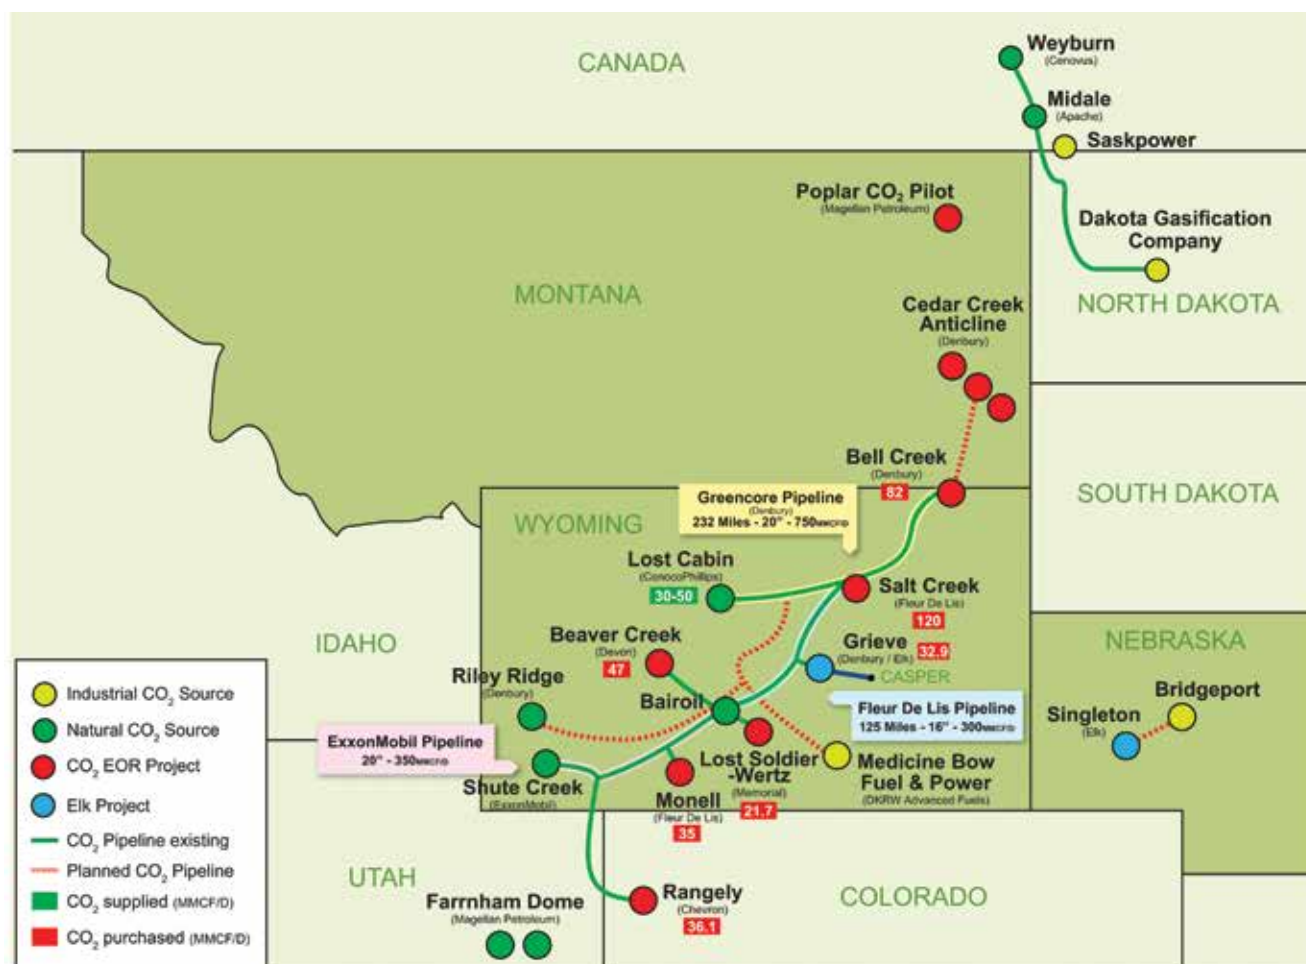 CANADA
Weyburn
(Cenovus)
Midale
(Apache)
Saskpower
Poplar CO₂ Pilot
(Magellan Petroleum)
Dakota Gasification
Company
MONTANA
NORTH DAKOTA
Cedar Creek
Anticline
(Denbury)
Bell Creek
(Denbury)
82
SOUTH DAKOTA
Greencore Pipeline
(Denbury)
232 Miles - 20" - 750MMCF/D
WYOMING
Lost Cabin
(ConocoPhillips)
30-50
Salt Creek
(Fleur De Lis)
120
IDAHO
Beaver Creek
(Devon)
47
Grieve
(Denbury / Elk)
32.9
CASPER
NEBRASKA
Riley Ridge
(Denbury)
Bairoil
Fleur De Lis Pipeline
125 Miles - 16" - 300MMCF/D
Bridgeport
Singleton
(Elk)
ExxonMobil Pipeline
20" - 350MMCF/D
Shute Creek
(ExxonMobil)
Lost Soldier
-Wertz
(Memorial)
21.7
Medicine Bow
Fuel & Power
(DKRW Advanced Fuels)
Monell
(Fleur De Lis)
35
UTAH
COLORADO
Farnham Dome
(Magellan Petroleum)
Rangely
(Chevron)
36.1
Industrial CO₂ Source
Natural CO₂ Source
CO₂ EOR Project
Elk Project
CO₂ Pipeline existing
Planned CO₂ Pipeline
CO₂ supplied (MMCF/D)
CO₂ purchased (MMCF/D)